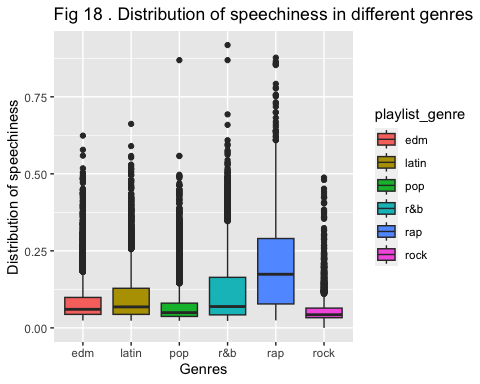 Fig 18 . Distribution of speechiness in different genres
Distribution of speechiness
0.75
0.50
0.25
0.00
edm latin pop r&b rap rock
Genres
playlist_genre
edm
latin
pop
r&b
rap
rock